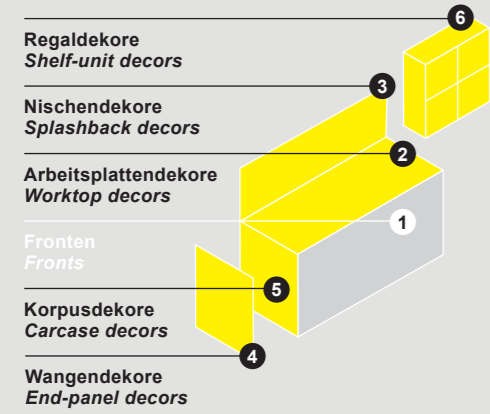 6
Regaldekore
Shelf-unit decors
3
Nischendekore
Splashback decors
2
Arbeitsplattendekore
Worktop decors
1
Fronten
Fronts
5
Korpusdekore
Carcase decors
4
Wangendekore
End-panel decors